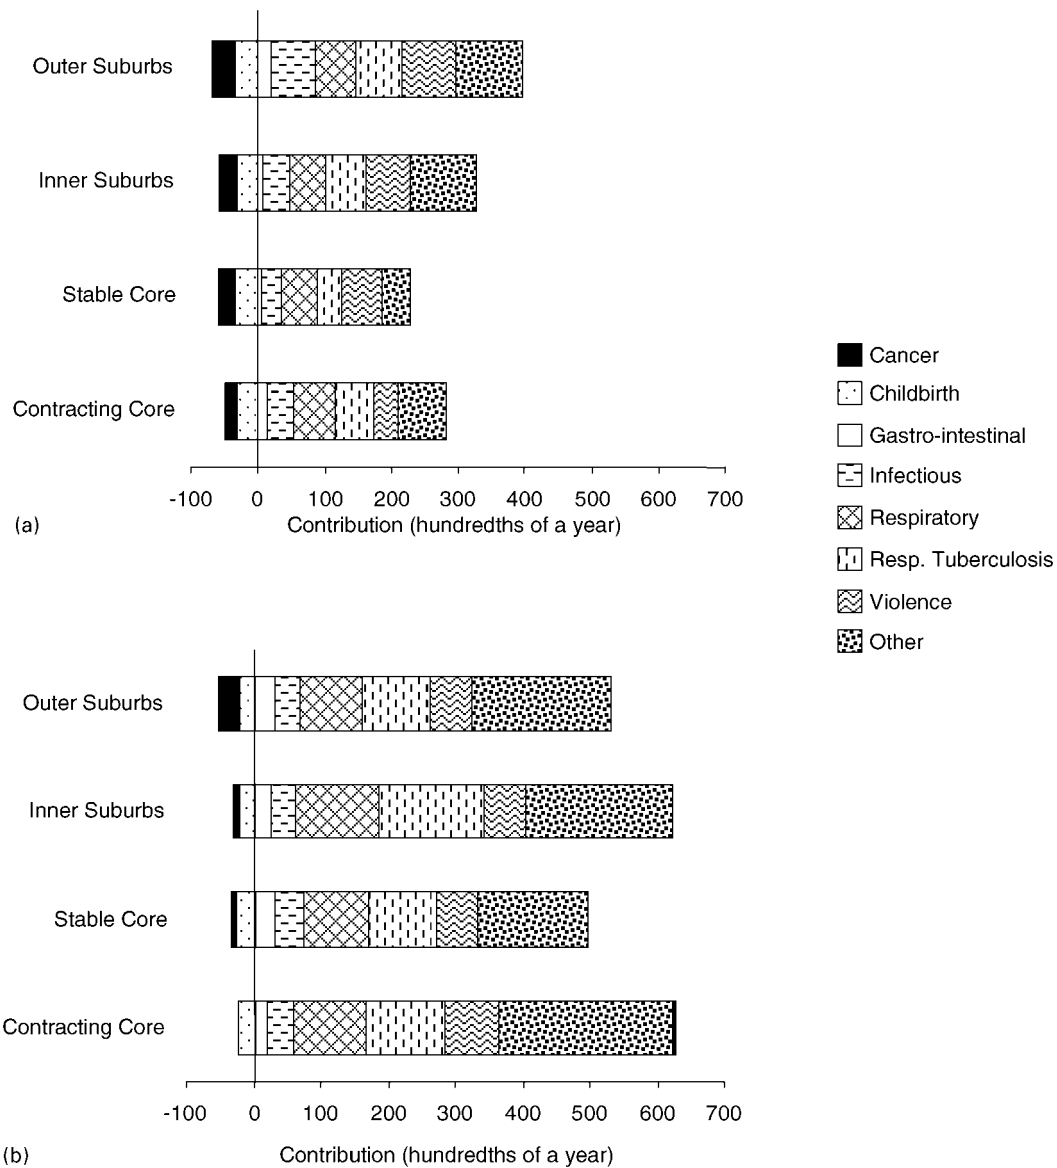 Outer Suburbs
Inner Suburbs
Stable Core
Contracting Core
-100 0 100 200 300 400 500 600 700
(a) Contribution (hundredths of a year)
Cancer
Childbirth
Gastro-intestinal
Infectious
Respiratory
Resp. Tuberculosis
Violence
Other
Outer Suburbs
Inner Suburbs
Stable Core
Contracting Core
-100 0 100 200 300 400 500 600 700
(b) Contribution (hundredths of a year)